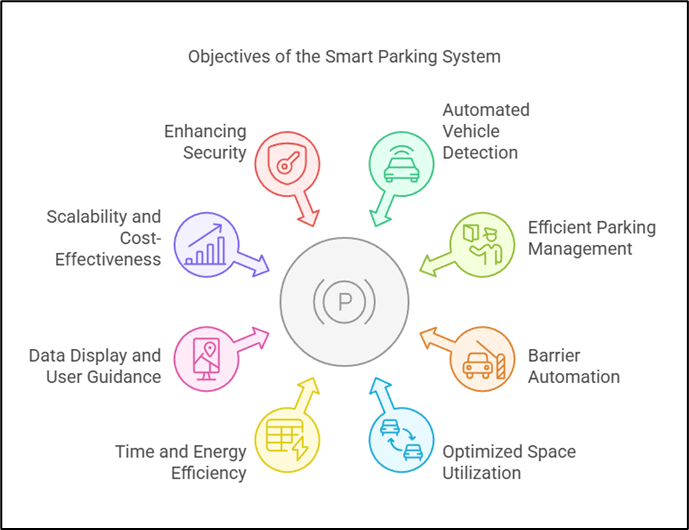 Objectives of the Smart Parking System
Enhancing
Security
Automated
Vehicle
Detection
Scalability and
Cost-
Effectiveness
Efficient Parking
Management
P
Data Display and
User Guidance
Barrier
Automation
Time and Energy
Efficiency
Optimized Space
Utilization